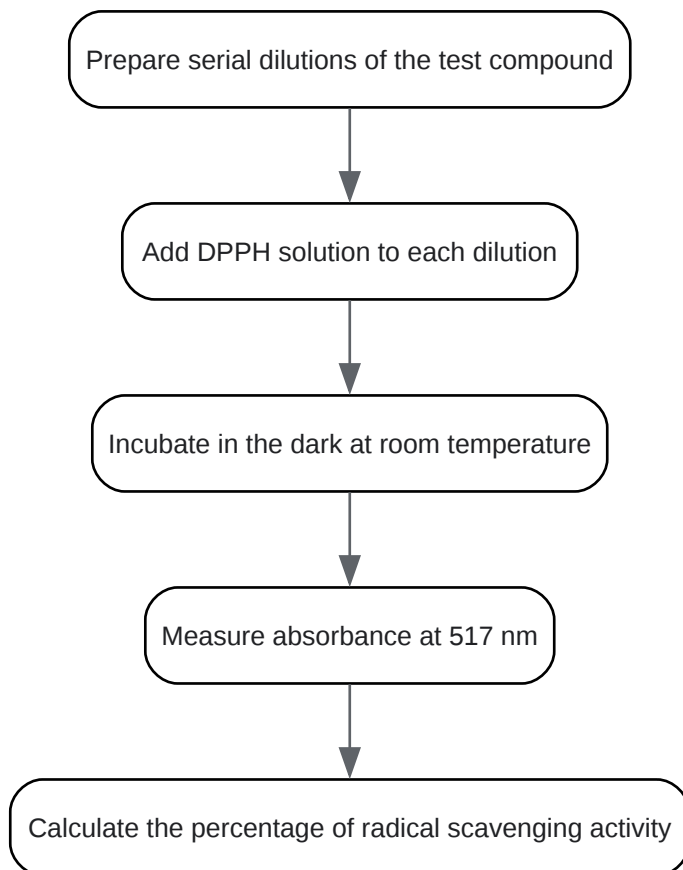 Prepare serial dilutions of the test compound
Add DPPH solution to each dilution
Incubate in the dark at room temperature
Measure absorbance at 517 nm
Calculate the percentage of radical scavenging activity